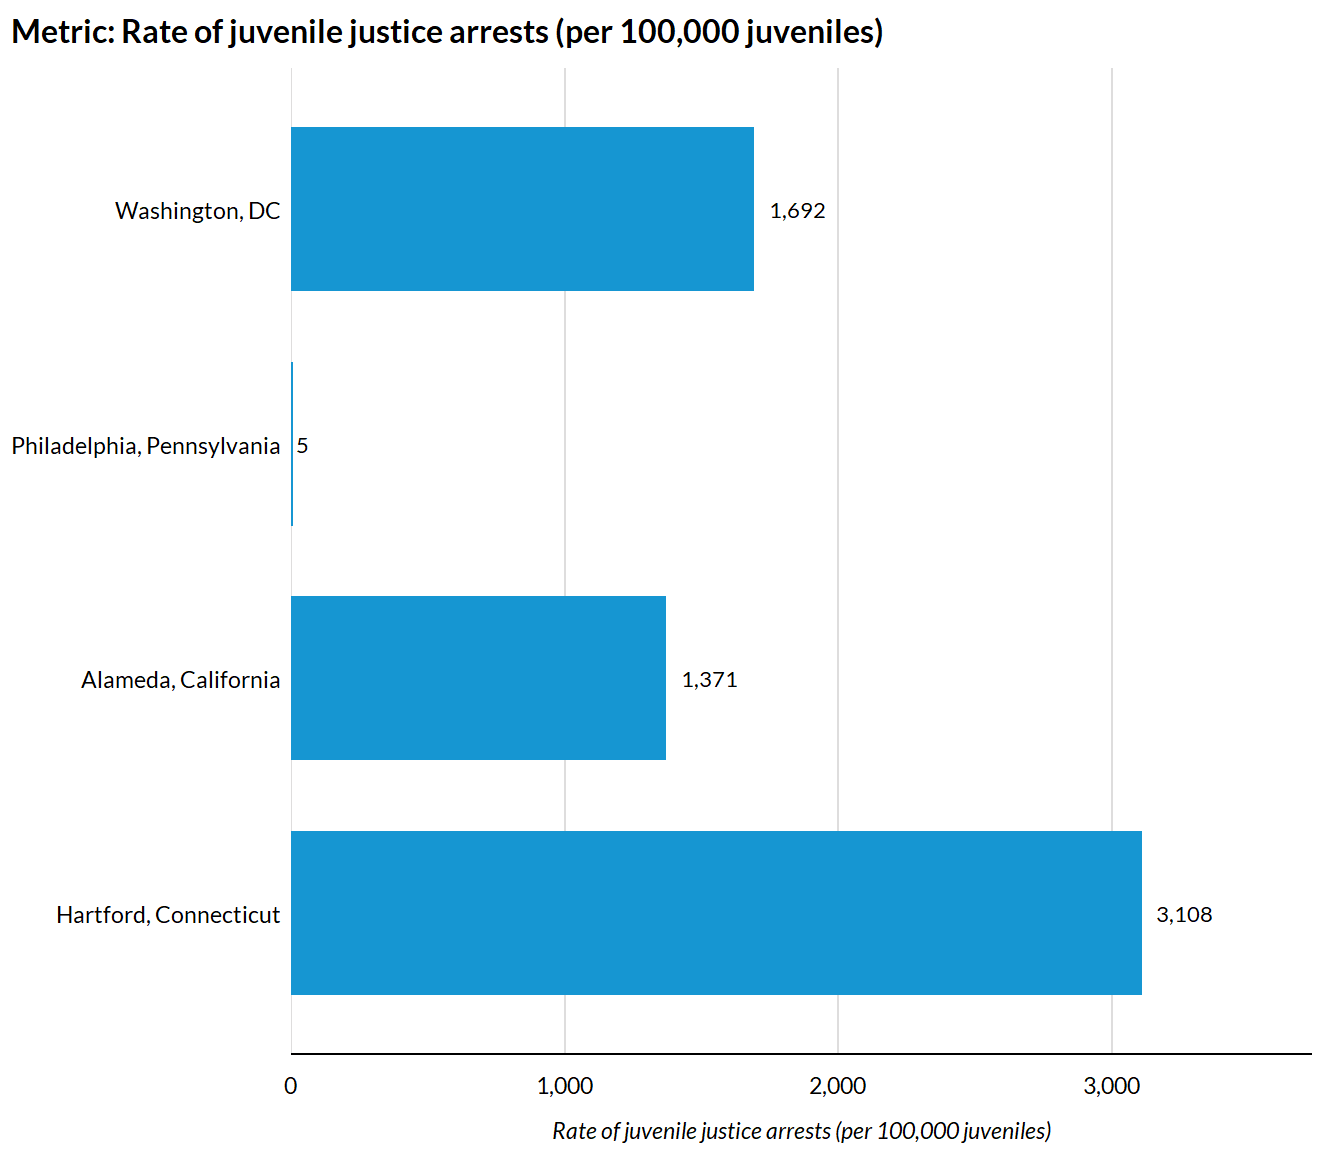 Metric: Rate of juvenile justice arrests (per 100,000 juveniles)
Washington, DC
1,692
Philadelphia, Pennsylvania
5
Alameda, California
1,371
Hartford, Connecticut
3,108
0
1,000
2,000
3,000
Rate of juvenile justice arrests (per 100,000 juveniles)